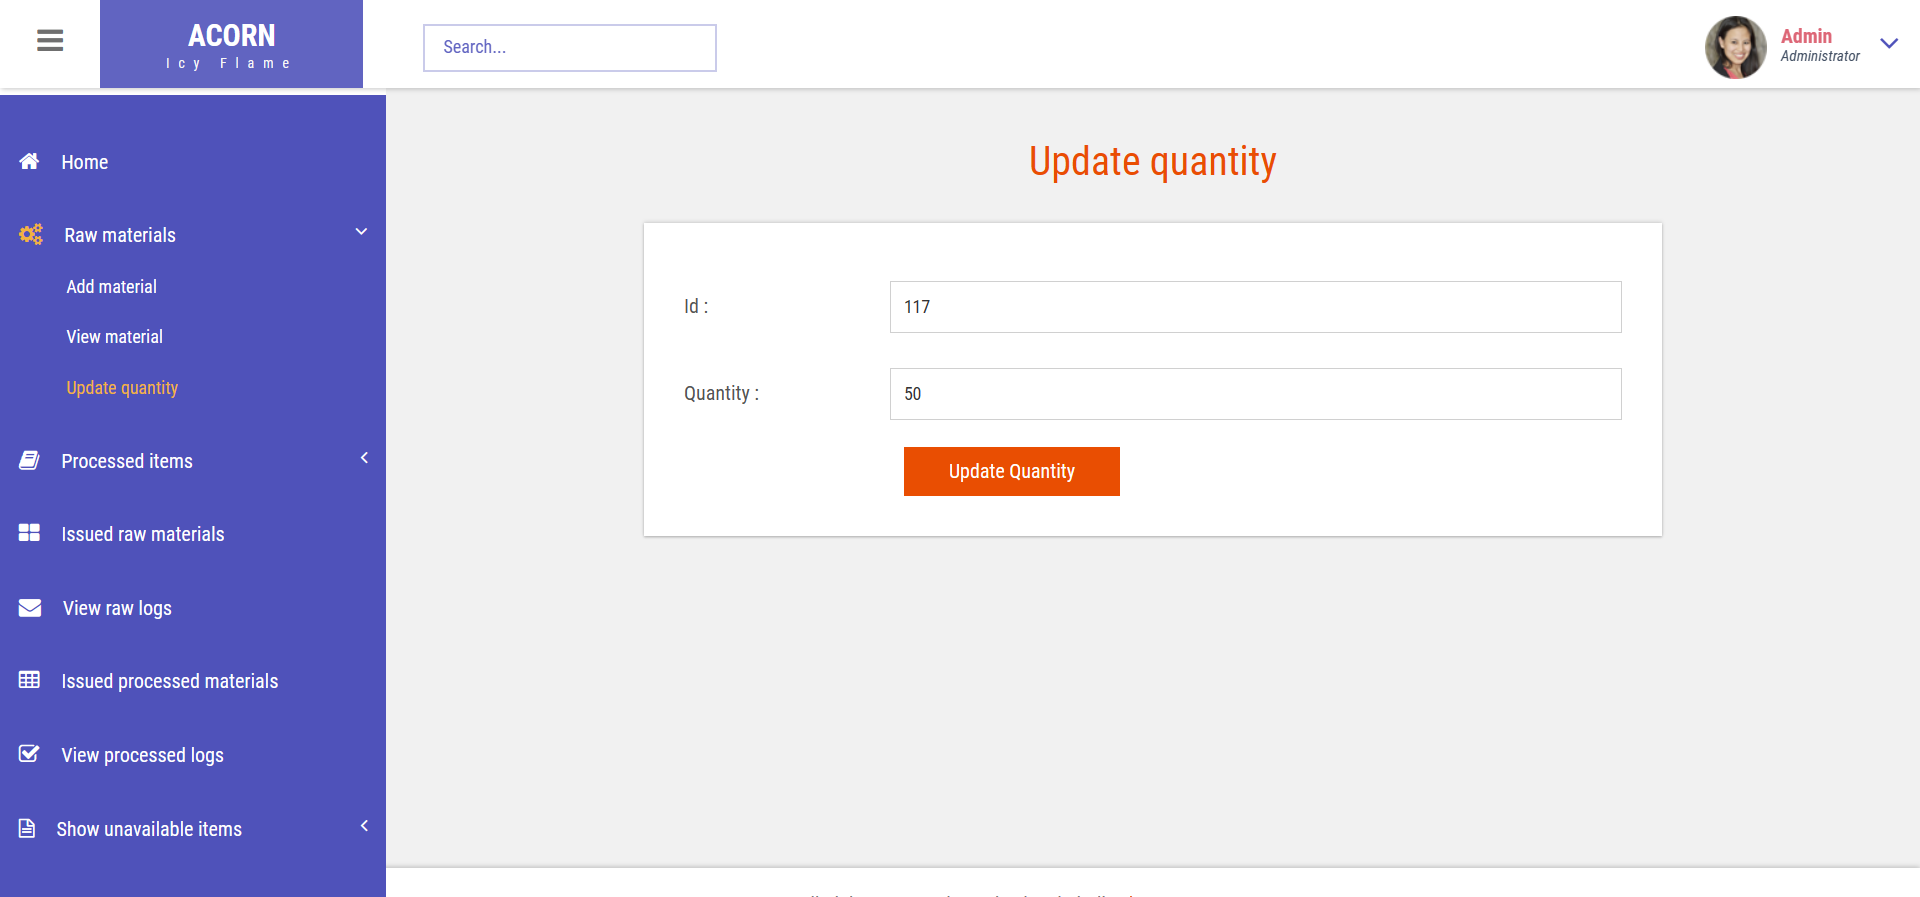 ACORN
Icy Flame
Search...
Admin
Administrator
Home
Raw materials
Add material
View material
Update quantity
Processed items
Issued raw materials
View raw logs
Issued processed materials
View processed logs
Show unavailable items
Update quantity
Id :
117
Quantity :
50
Update Quantity